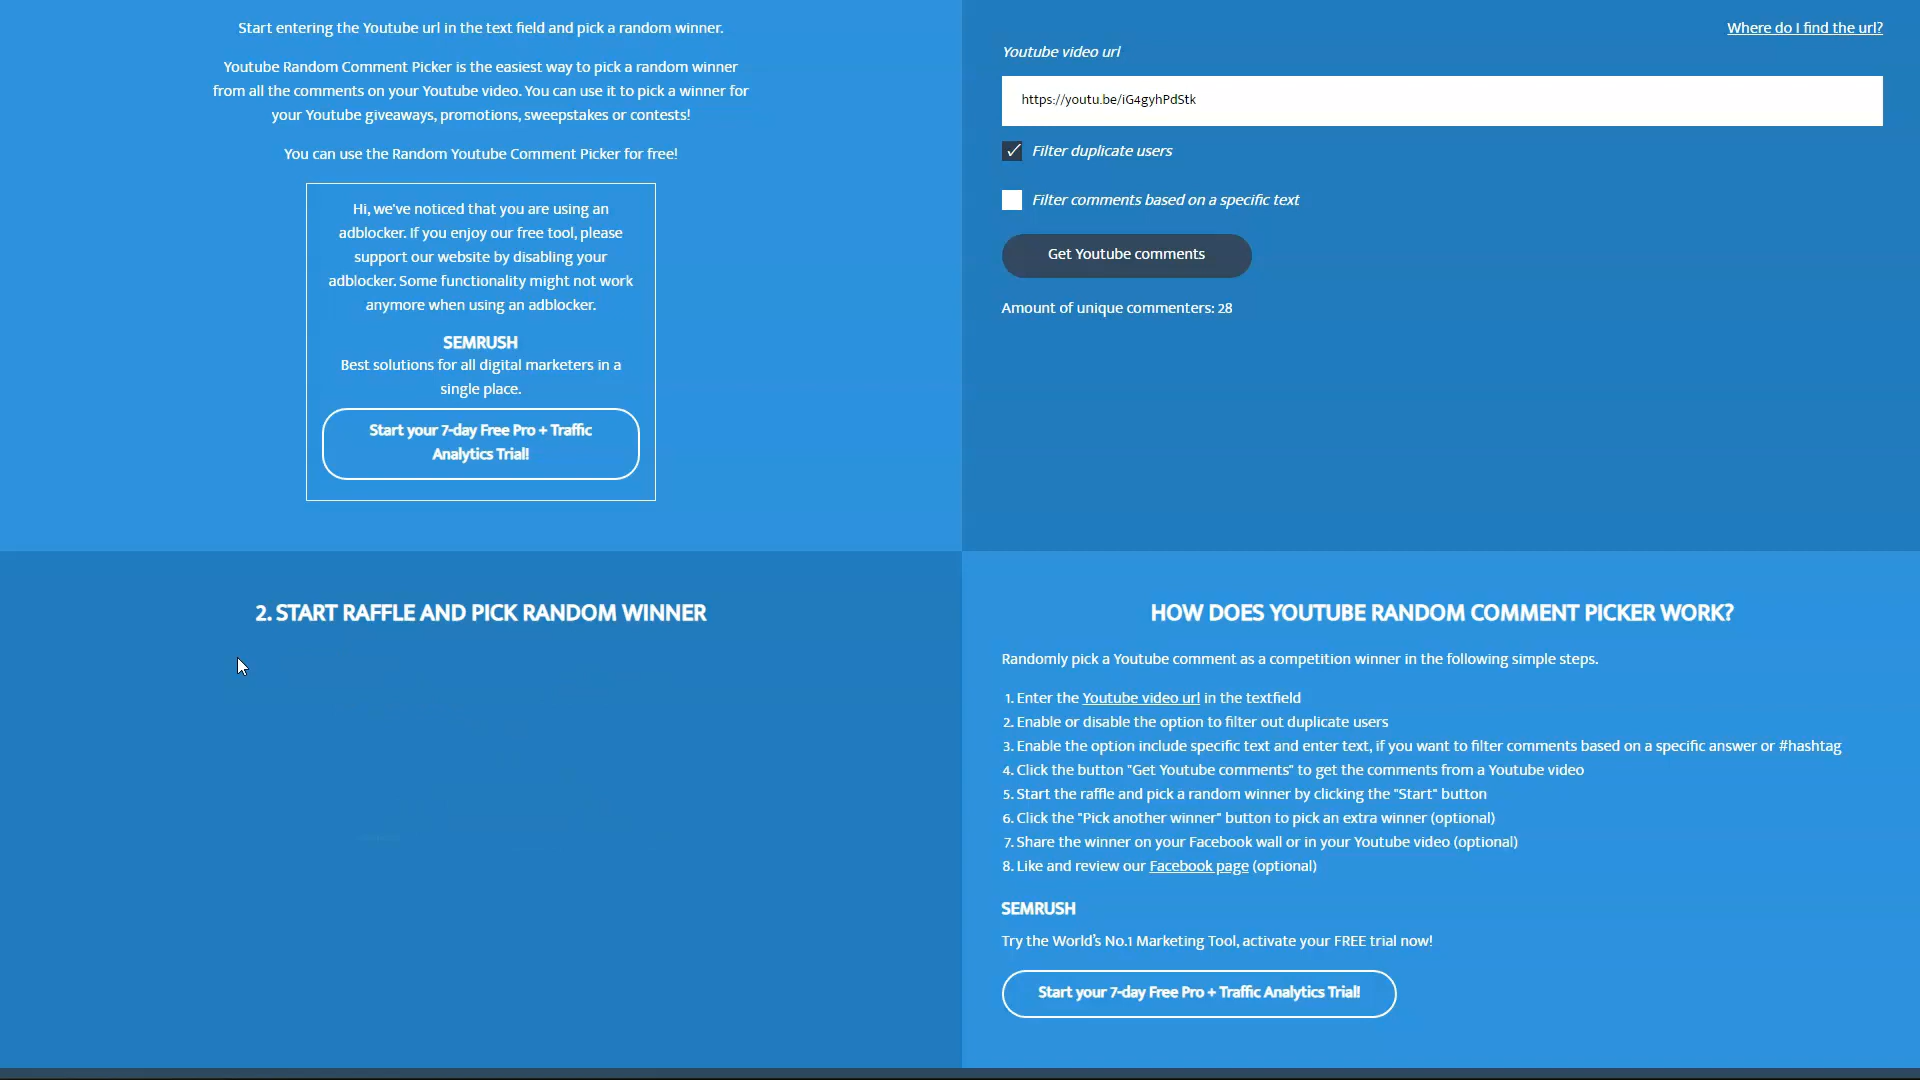 Start entering the Youtube url in the text field and pick a random winner.
Youtube Random Comment Picker is the easiest way to pick a random winner
from all the comments on your Youtube video. You can use it to pick a winner for
your Youtube giveaways, promotions, sweepstakes or contests!
You can use the Random Youtube Comment Picker for free!
Hi, we've noticed that you are using an
adblocker. If you enjoy our free tool, please
support our website by disabling your
adblocker. Some functionality might not work
anymore when using an adblocker.
SEMRUSH
Best solutions for all digital marketers in a
single place.
Start your 7-day Free Pro + Traffic
Analytics Trial!
Where do I find the url?
Youtube video url
https://youtu.be/iG4gyhPdStk
Filter duplicate users
Filter comments based on a specific text
Get Youtube comments
Amount of unique commenters: 28
2. START RAFFLE AND PICK RANDOM WINNER
HOW DOES YOUTUBE RANDOM COMMENT PICKER WORK?
Randomly pick a Youtube comment as a competition winner in the following simple steps.
1. Enter the Youtube video url in the textfield
2. Enable or disable the option to filter out duplicate users
3. Enable the option include specific text and enter text, if you want to filter comments based on a specific answer or #hashtag
4. Click the button "Get Youtube comments" to get the comments from a Youtube video
5. Start the raffle and pick a random winner by clicking the "Start" button
6. Click the "Pick another winner" button to pick an extra winner (optional)
7. Share the winner on your Facebook wall or in your Youtube video (optional)
8. Like and review our Facebook page (optional)
SEMRUSH
Try the World's No.1 Marketing Tool, activate your FREE trial now!
Start your 7-day Free Pro + Traffic Analytics Trial!